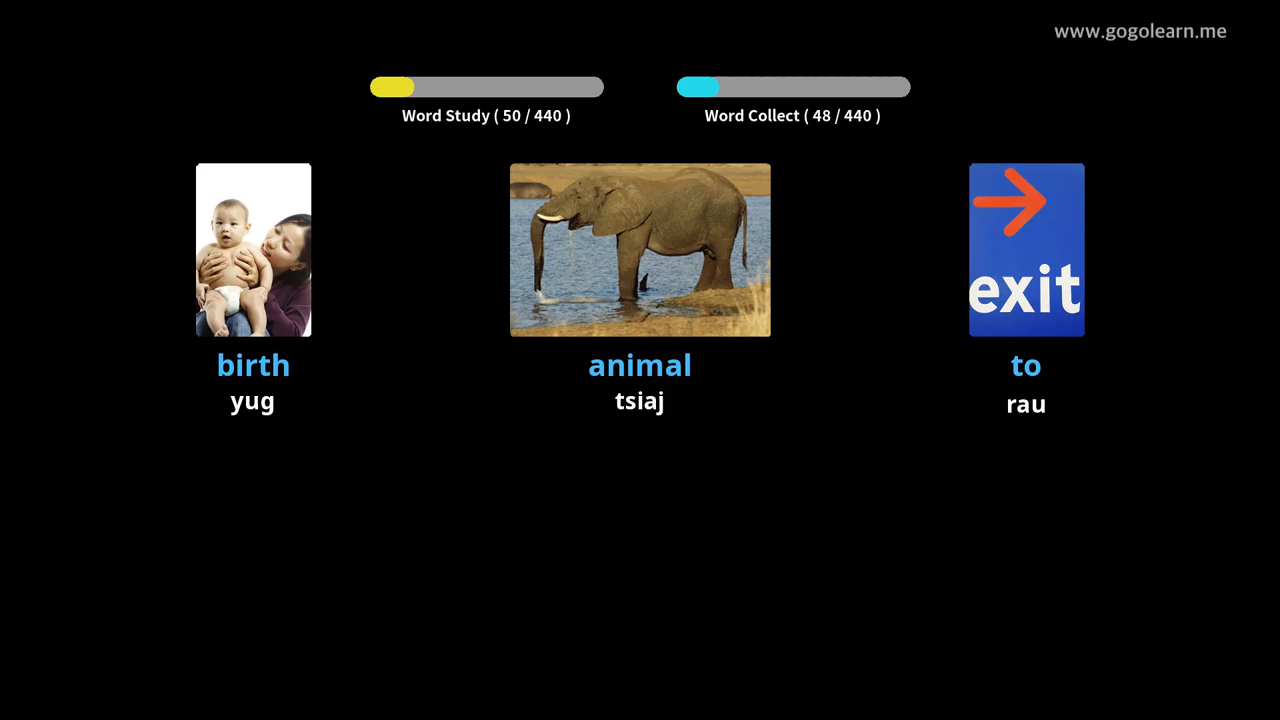 www.gogolearn.me
Word Study ( 50 / 440 )
Word Collect ( 48 / 440 )
exit
birth
yug
animal
tsiaj
to
rau